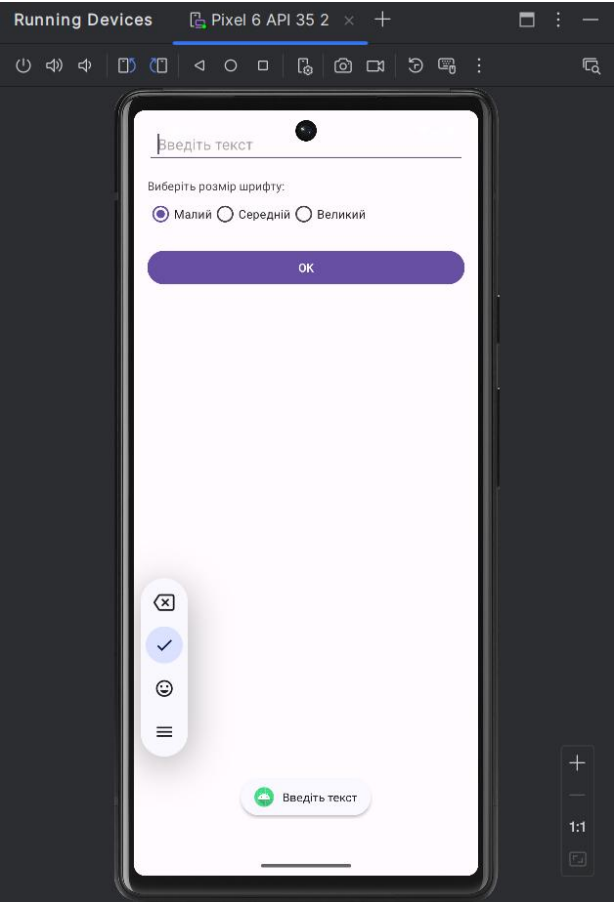 Running Devices Pixel 6 API 35 2
Введіть текст
Виберіть розмір шрифту:
Малий Середній Великий
ОК
Введіть текст
1:1